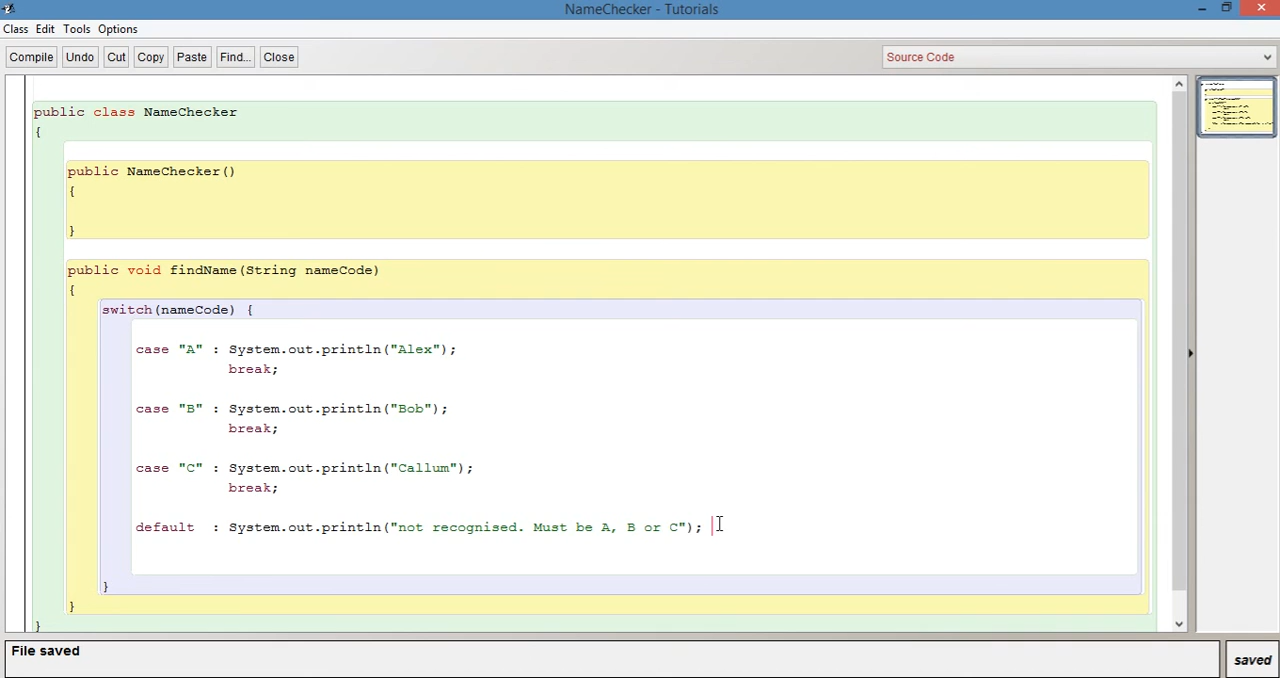 NameChecker - Tutorials
Class Edit Tools Options
Compile Undo Cut Copy Paste Find... Close Source Code
public class NameChecker
{
public NameChecker()
{
}
public void findName(String nameCode)
{
switch(nameCode) {
case "A" : System.out.println("Alex");
break;
case "B" : System.out.println("Bob");
break;
case "C" : System.out.println("Callum");
break;
default : System.out.println("not recognised. Must be A, B or C");
}
}
}
File saved
saved